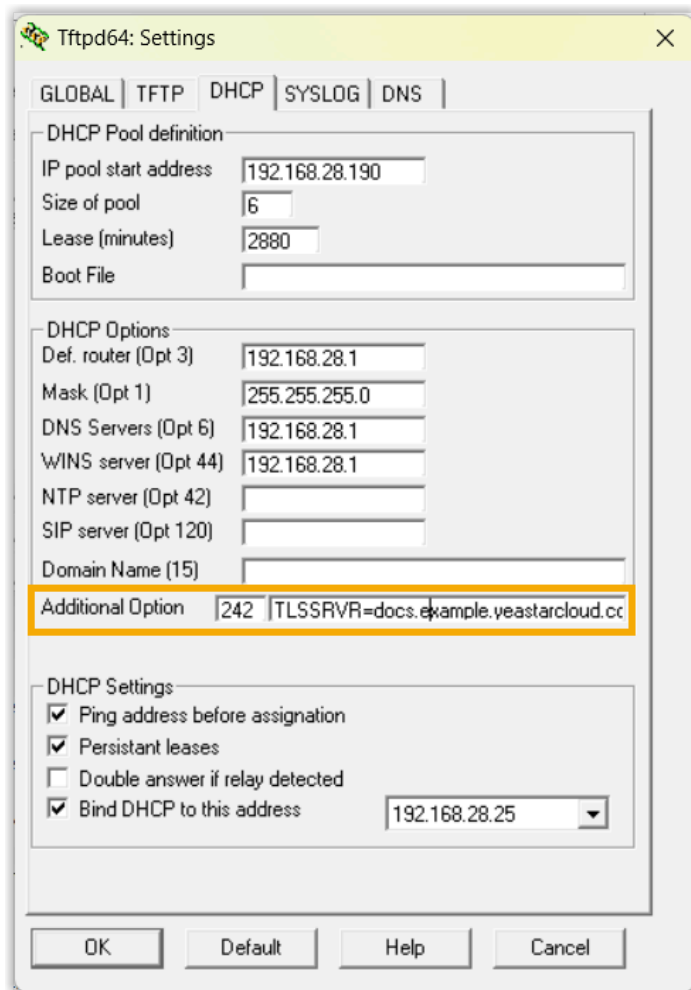 Tftpd64: Settings
GLOBAL TFTP DHCP SYSLOG DNS
DHCP Pool definition
IP pool start address 192.168.28.190
Size of pool 6
Lease (minutes) 2880
Boot File
DHCP Options
Def. router (Opt 3) 192.168.28.1
Mask (Opt 1) 255.255.255.0
DNS Servers (Opt 6) 192.168.28.1
WINS server (Opt 44) 192.168.28.1
NTP server (Opt 42)
SIP server (Opt 120)
Domain Name (15)
Additional Option 242 TLSSRVR=docs.example.yeastarcloud.cc
DHCP Settings
Ping address before assignation
Persistant leases
Double answer if relay detected
Bind DHCP to this address 192.168.28.25
OK Default Help Cancel